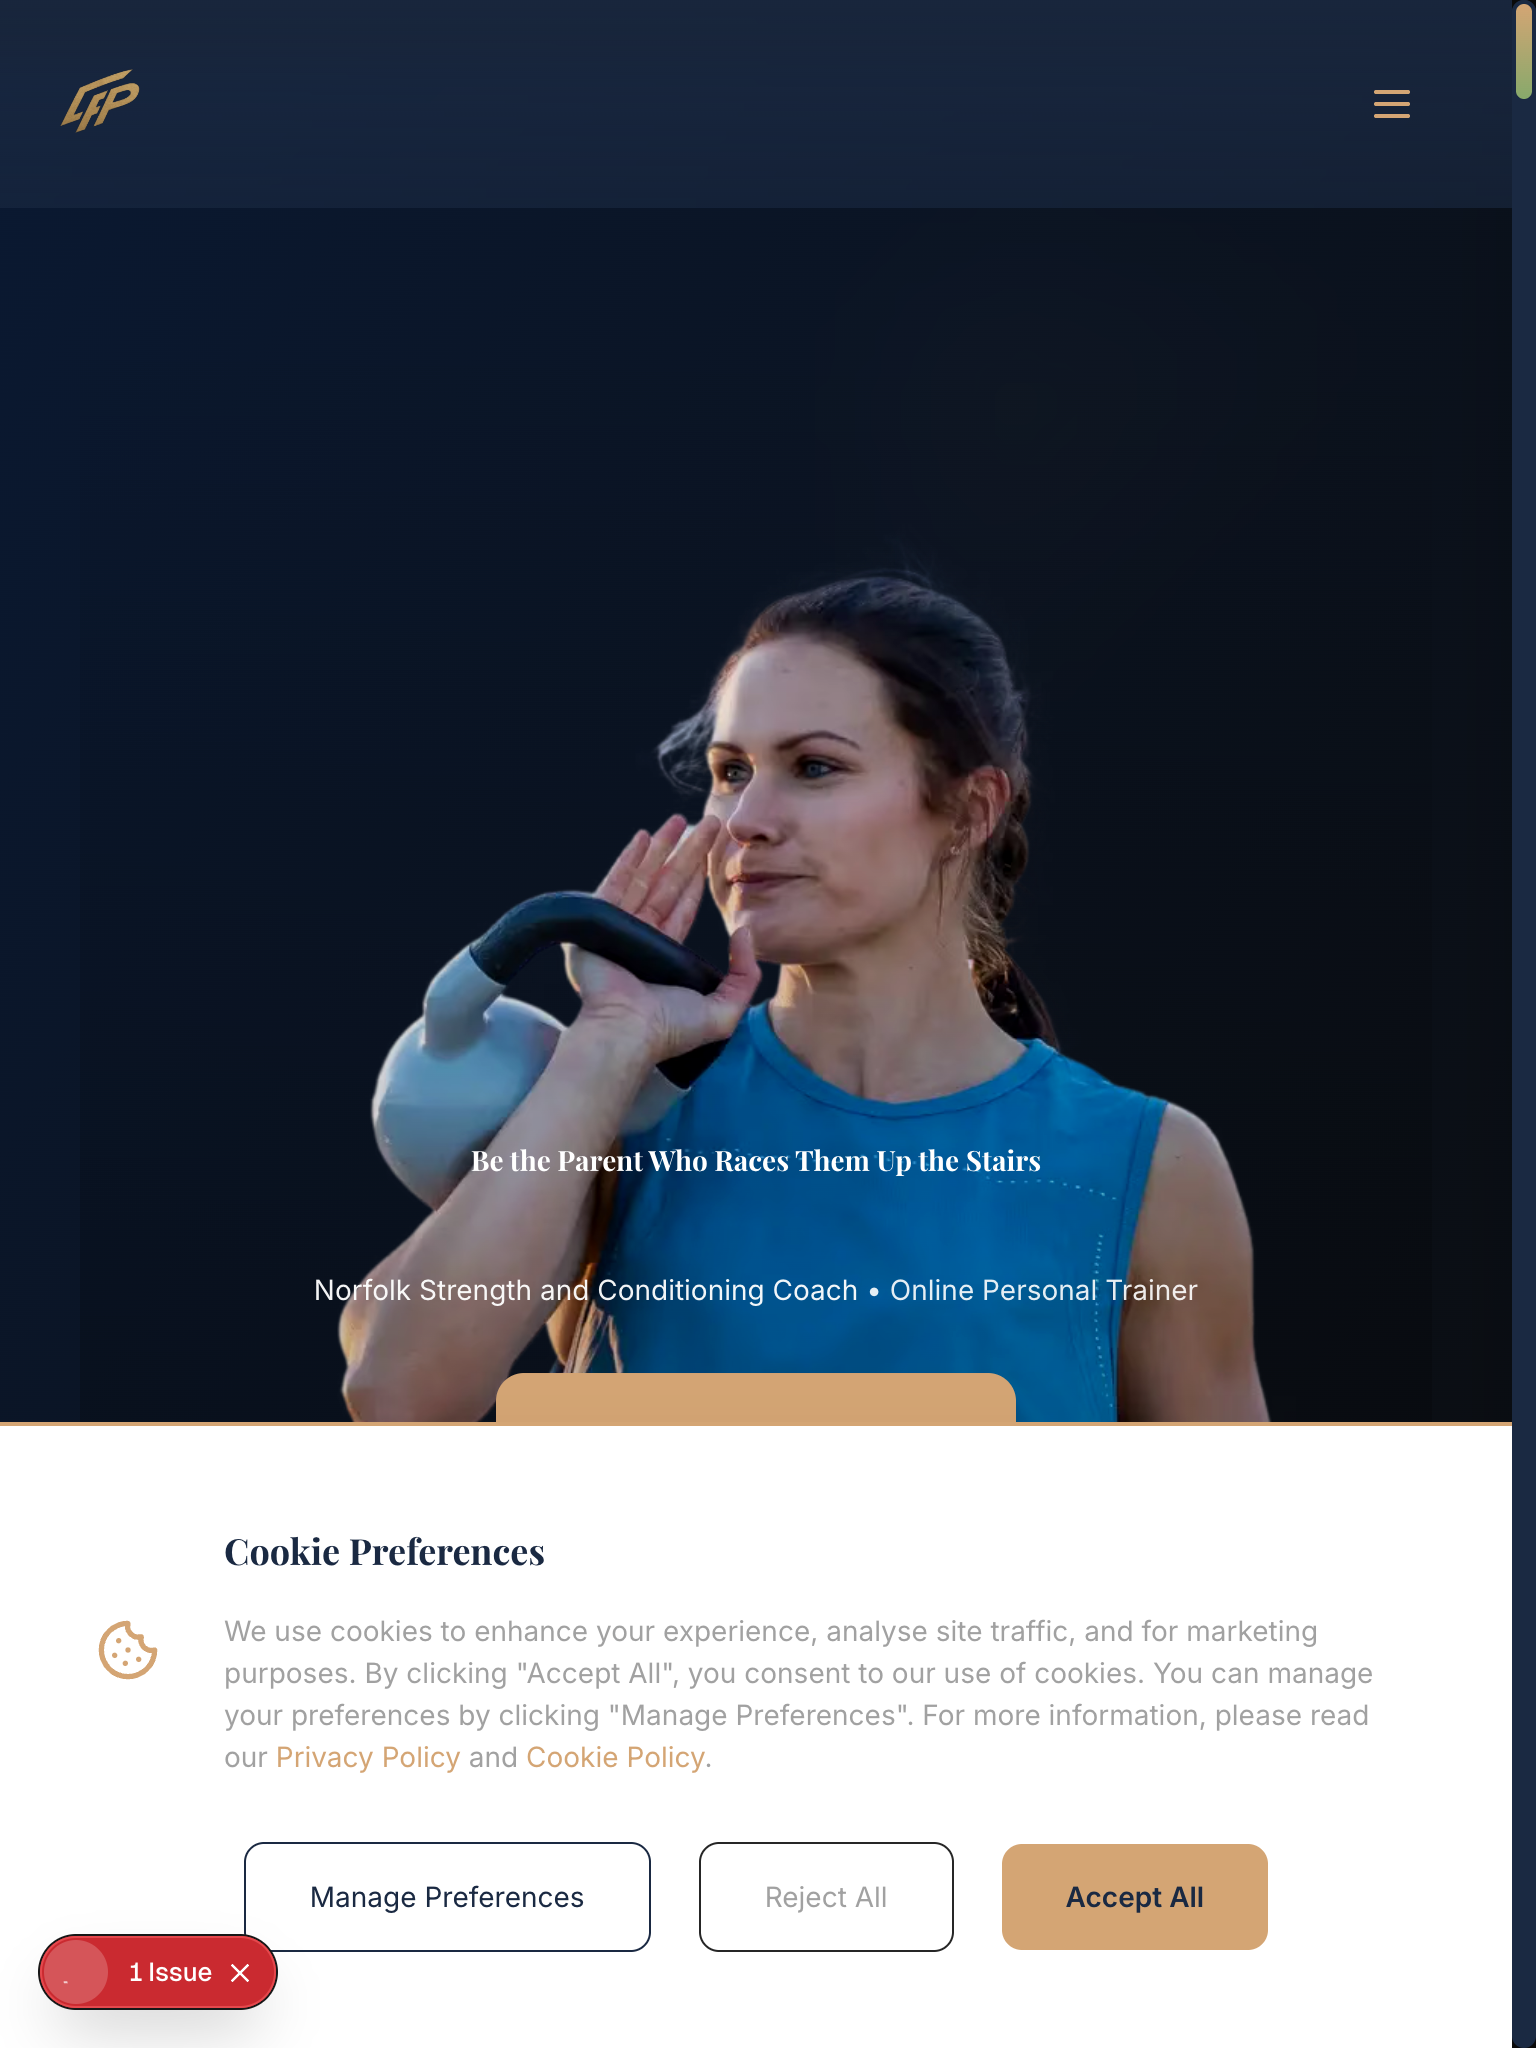 LFP
Be the Parent Who Races Them Up the Stairs
Norfolk Strength and Conditioning Coach • Online Personal Trainer
Cookie Preferences
We use cookies to enhance your experience, analyse site traffic, and for marketing
purposes. By clicking "Accept All", you consent to our use of cookies. You can manage
your preferences by clicking "Manage Preferences". For more information, please read
our Privacy Policy and Cookie Policy.
Manage Preferences
Reject All
Accept All
1 Issue